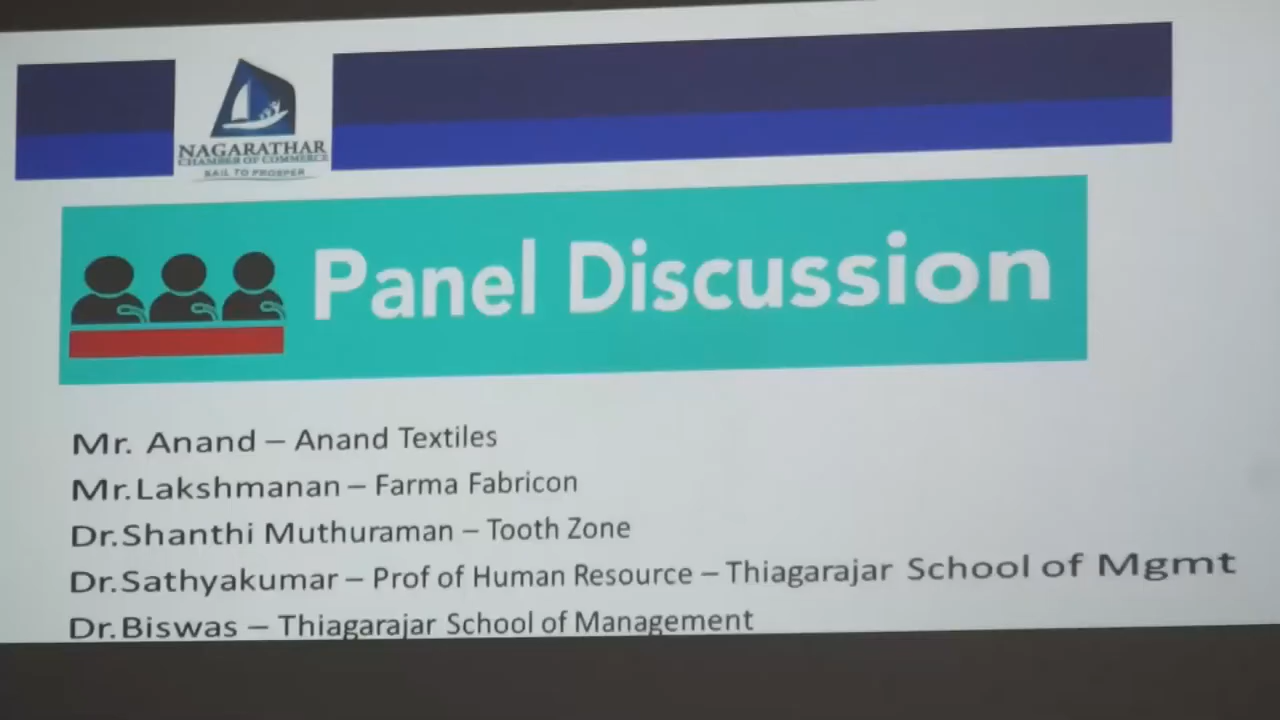 NAGARATHAR
CHAMBER OF COMMERCE
SAIL TO PROSPER
Panel Discussion
Mr. Anand – Anand Textiles
Mr.Lakshmanan – Farma Fabricon
Dr.Shanthi Muthuraman – Tooth Zone
Dr.Sathyakumar – Prof of Human Resource – Thiagarajar School of Mgmt
Dr.Biswas – Thiagarajar School of Management